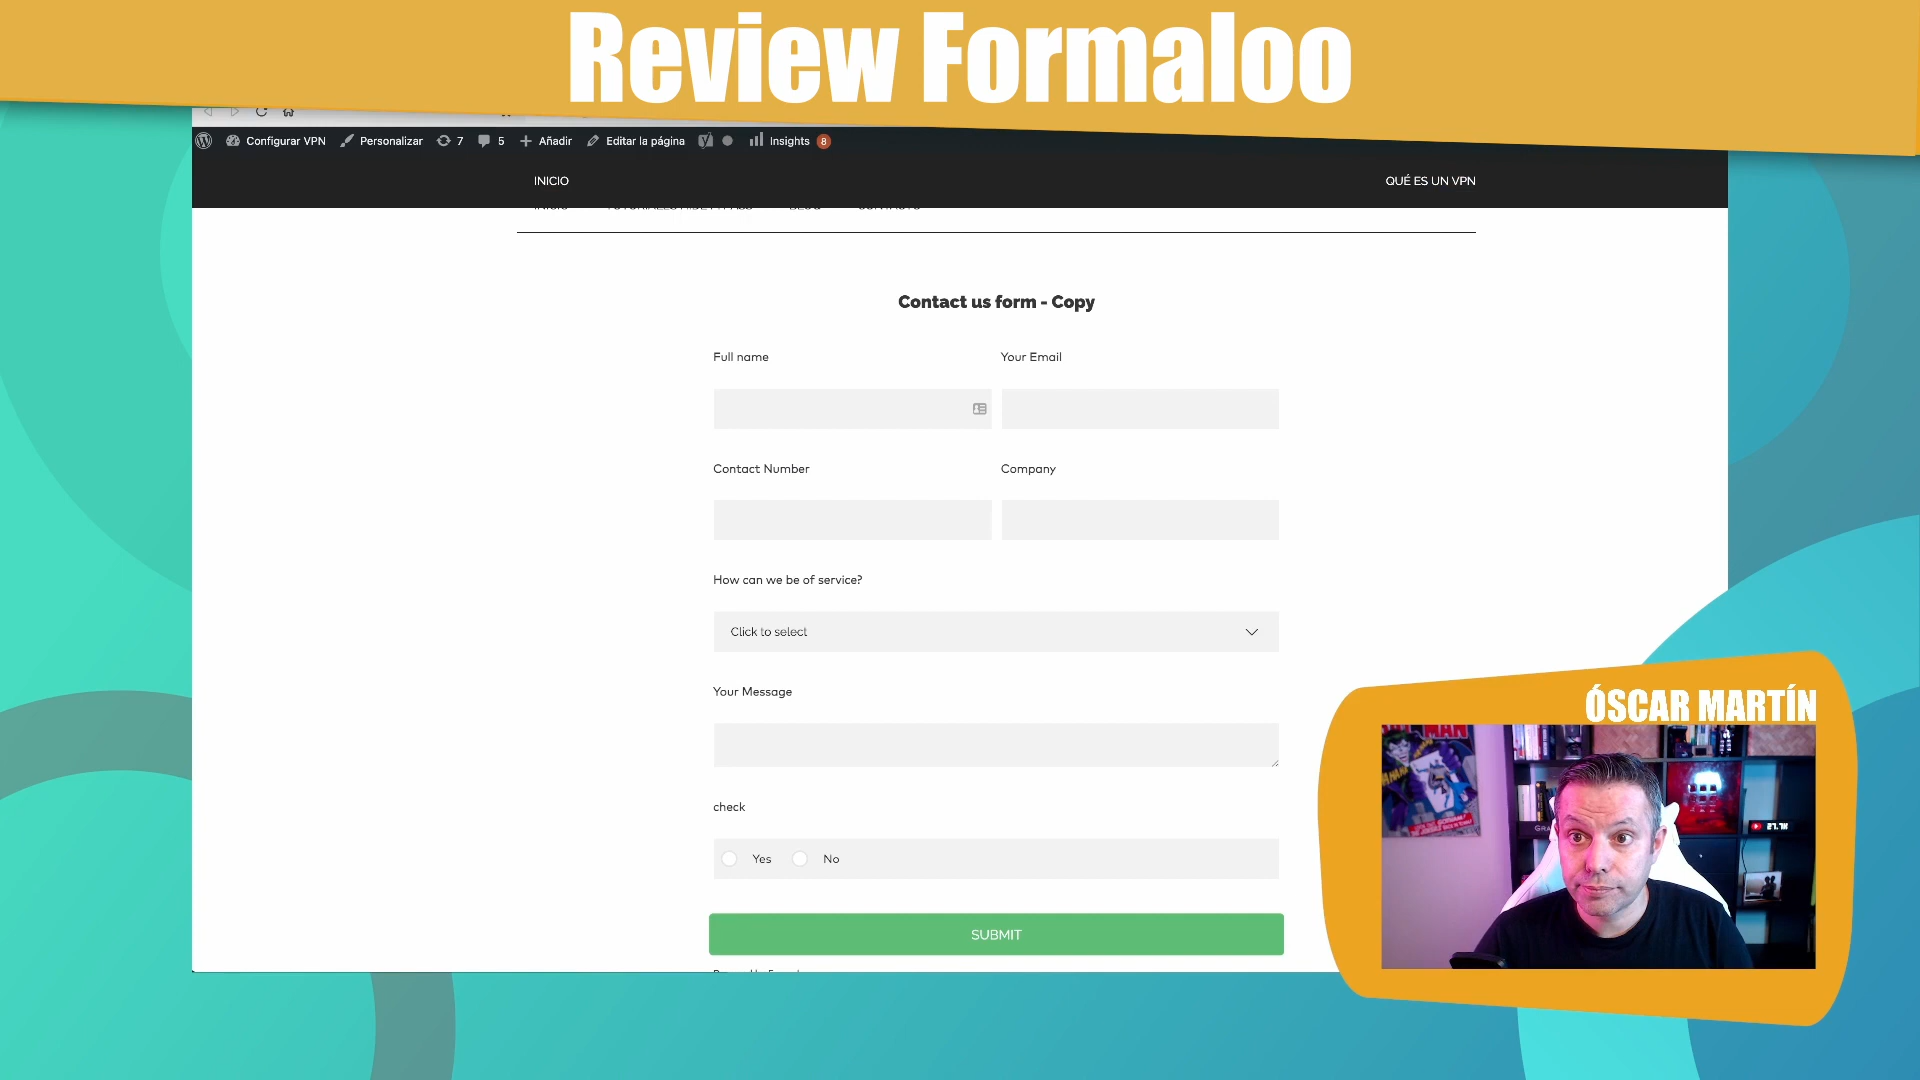 Review Formaloo
Configurar VPN Personalizar 7 5 Añadir Editar la página Insights 8
INICIO QUÉ ES UN VPN
Contact us form - Copy
Full name Your Email
Contact Number Company
How can we be of service?
Click to select
Your Message
check
Yes No
SUBMIT
ÓSCAR MARTÍN
27.1K